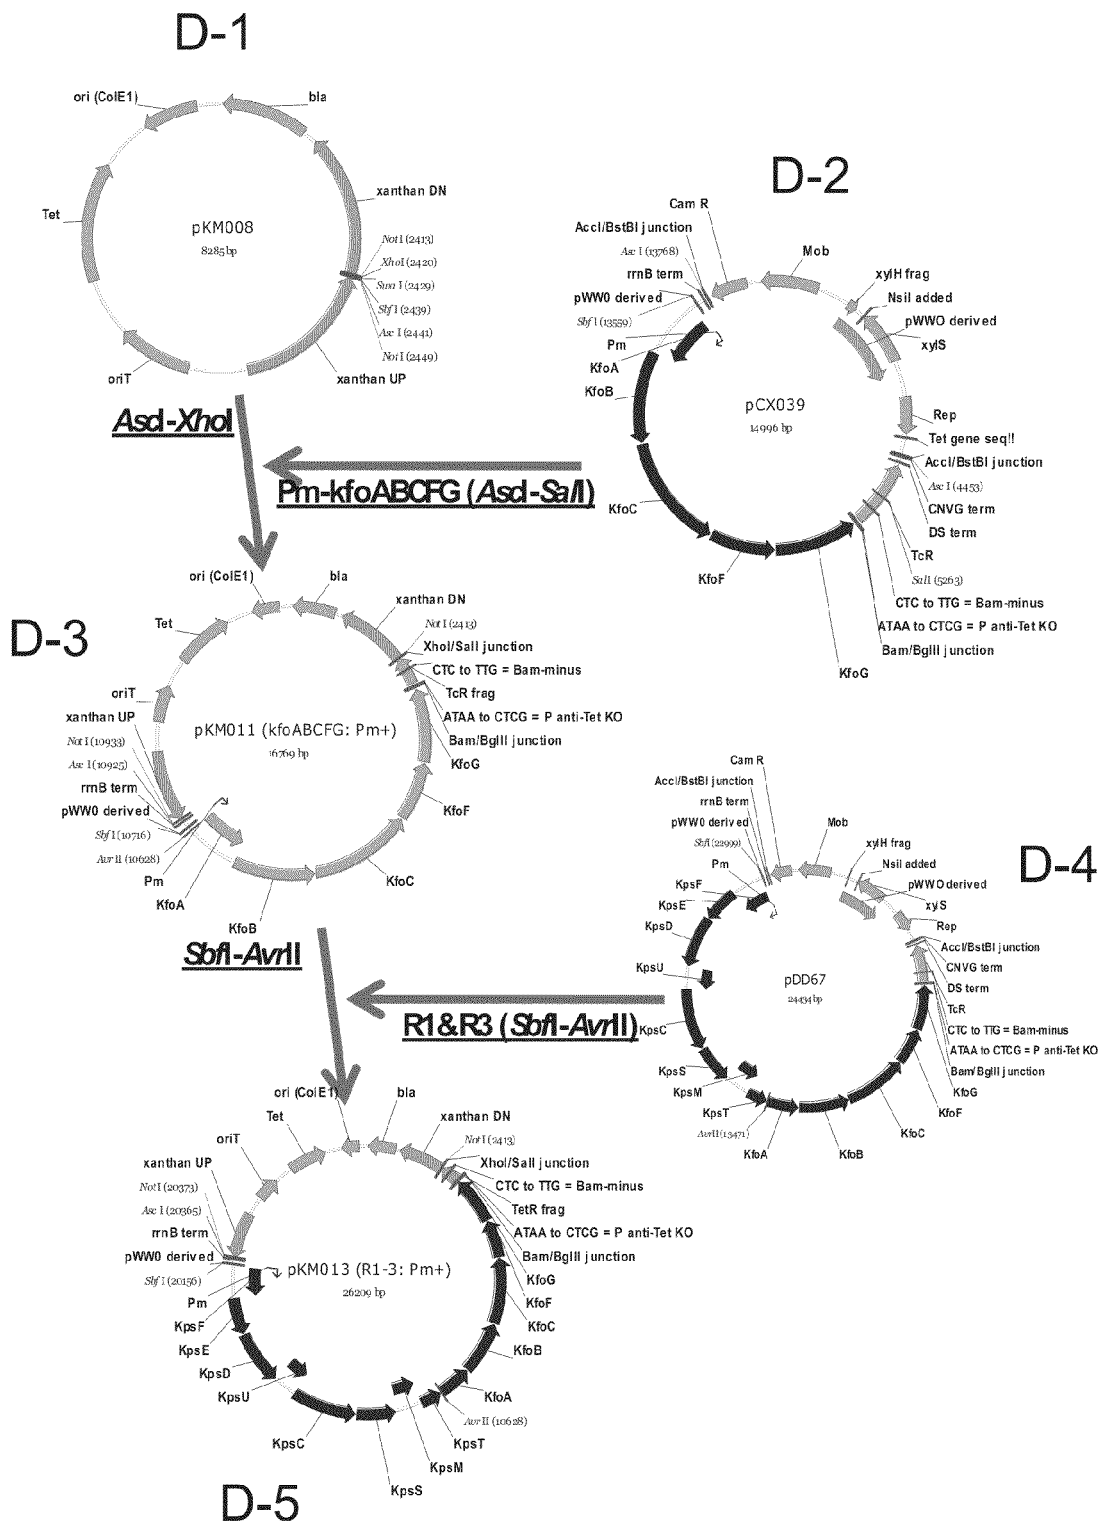 D-1
ori (ColE1)
bla
xanthan DN
Tet
pKM008
8285 bp
NotI (2413)
XhoI (2420)
SmaI (2429)
SbfI (2439)
AscI (2441)
NotI (2449)
oriT
xanthan UP
AscI-XhoI
D-2
Cam R
AccI/BstBI junction
AscI (13768)
rrnB term
pWW0 derived
SbfI (13559)
Pm
KfoA
KfoB
Mob
xylH frag
NsiI added
pWWO derived
xylS
pCX039
14996 bp
Rep
Tet gene seq!!
AccI/BstBI junction
AscI (4453)
CNVG term
DS term
TcR
SalI (5263)
CTC to TTG = Bam-minus
ATAA to CTCG = P anti-Tet KO
Bam/BglII junction
KfoC
KfoF
KfoG
Pm-kfoABCFG (AscI-SalI)
D-3
ori (ColE1)
bla
xanthan DN
NotI (2413)
XhoI/SalI junction
CTC to TTG = Bam-minus
TcR frag
ATAA to CTCG = P anti-Tet KO
Bam/BglII junction
KfoG
KfoF
KfoC
Tet
oriT
xanthan UP
NotI (10933)
AscI (10925)
rrnB term
pWW0 derived
SbfI (10716)
AvrII (10628)
Pm
KfoA
KfoB
pKM011 (kfoABCFG: Pm+)
16769 bp
SbfI-AvrII
D-4
Cam R
AccI/BstBI junction
rrnB term
pWW0 derived
SbfI (22999)
Pm
KpsF
KpsE
KpsD
KpsU
KpsC
KpsS
KpsM
KpsT
AvrII (13471)
KfoA
KfoB
KfoC
KfoF
KfoG
Mob
xylH frag
NsiI added
pWWO derived
xylS
Rep
AccI/BstBI junction
CNVG term
DS term
TcR
CTC to TTG = Bam-minus
ATAA to CTCG = P anti-Tet KO
Bam/BglII junction
pDD67
24434 bp
R1&R3 (SbfI-AvrII)
ori (ColE1)
bla
xanthan DN
NotI (2413)
XhoI/SalI junction
CTC to TTG = Bam-minus
TetR frag
ATAA to CTCG = P anti-Tet KO
Bam/BglII junction
KfoG
KfoF
KfoC
KfoB
KfoA
AvrII (10628)
KpsT
KpsM
KpsS
KpsC
KpsU
KpsD
KpsE
KpsF
Pm
SbfI (20156)
pWW0 derived
rrnB term
AscI (20365)
NotI (20373)
xanthan UP
oriT
Tet
pKM013 (R1-3: Pm+)
26209 bp
D-5